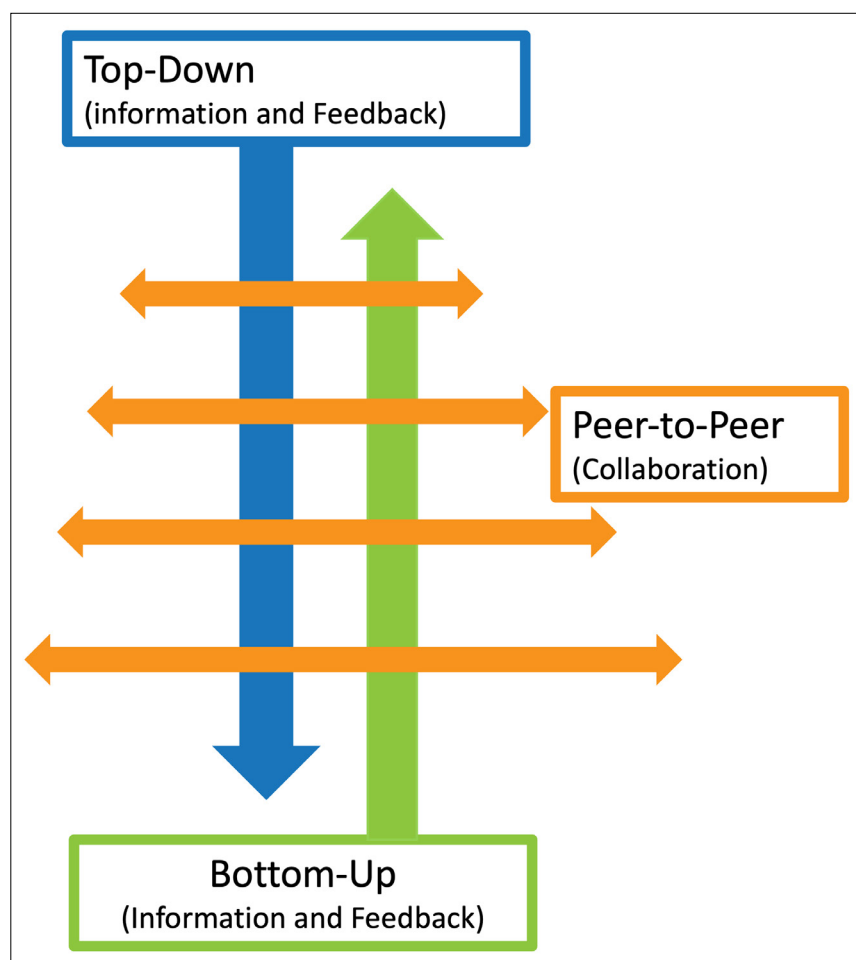 Top-Down
(information and Feedback)
Peer-to-Peer
(Collaboration)
Bottom-Up
(Information and Feedback)